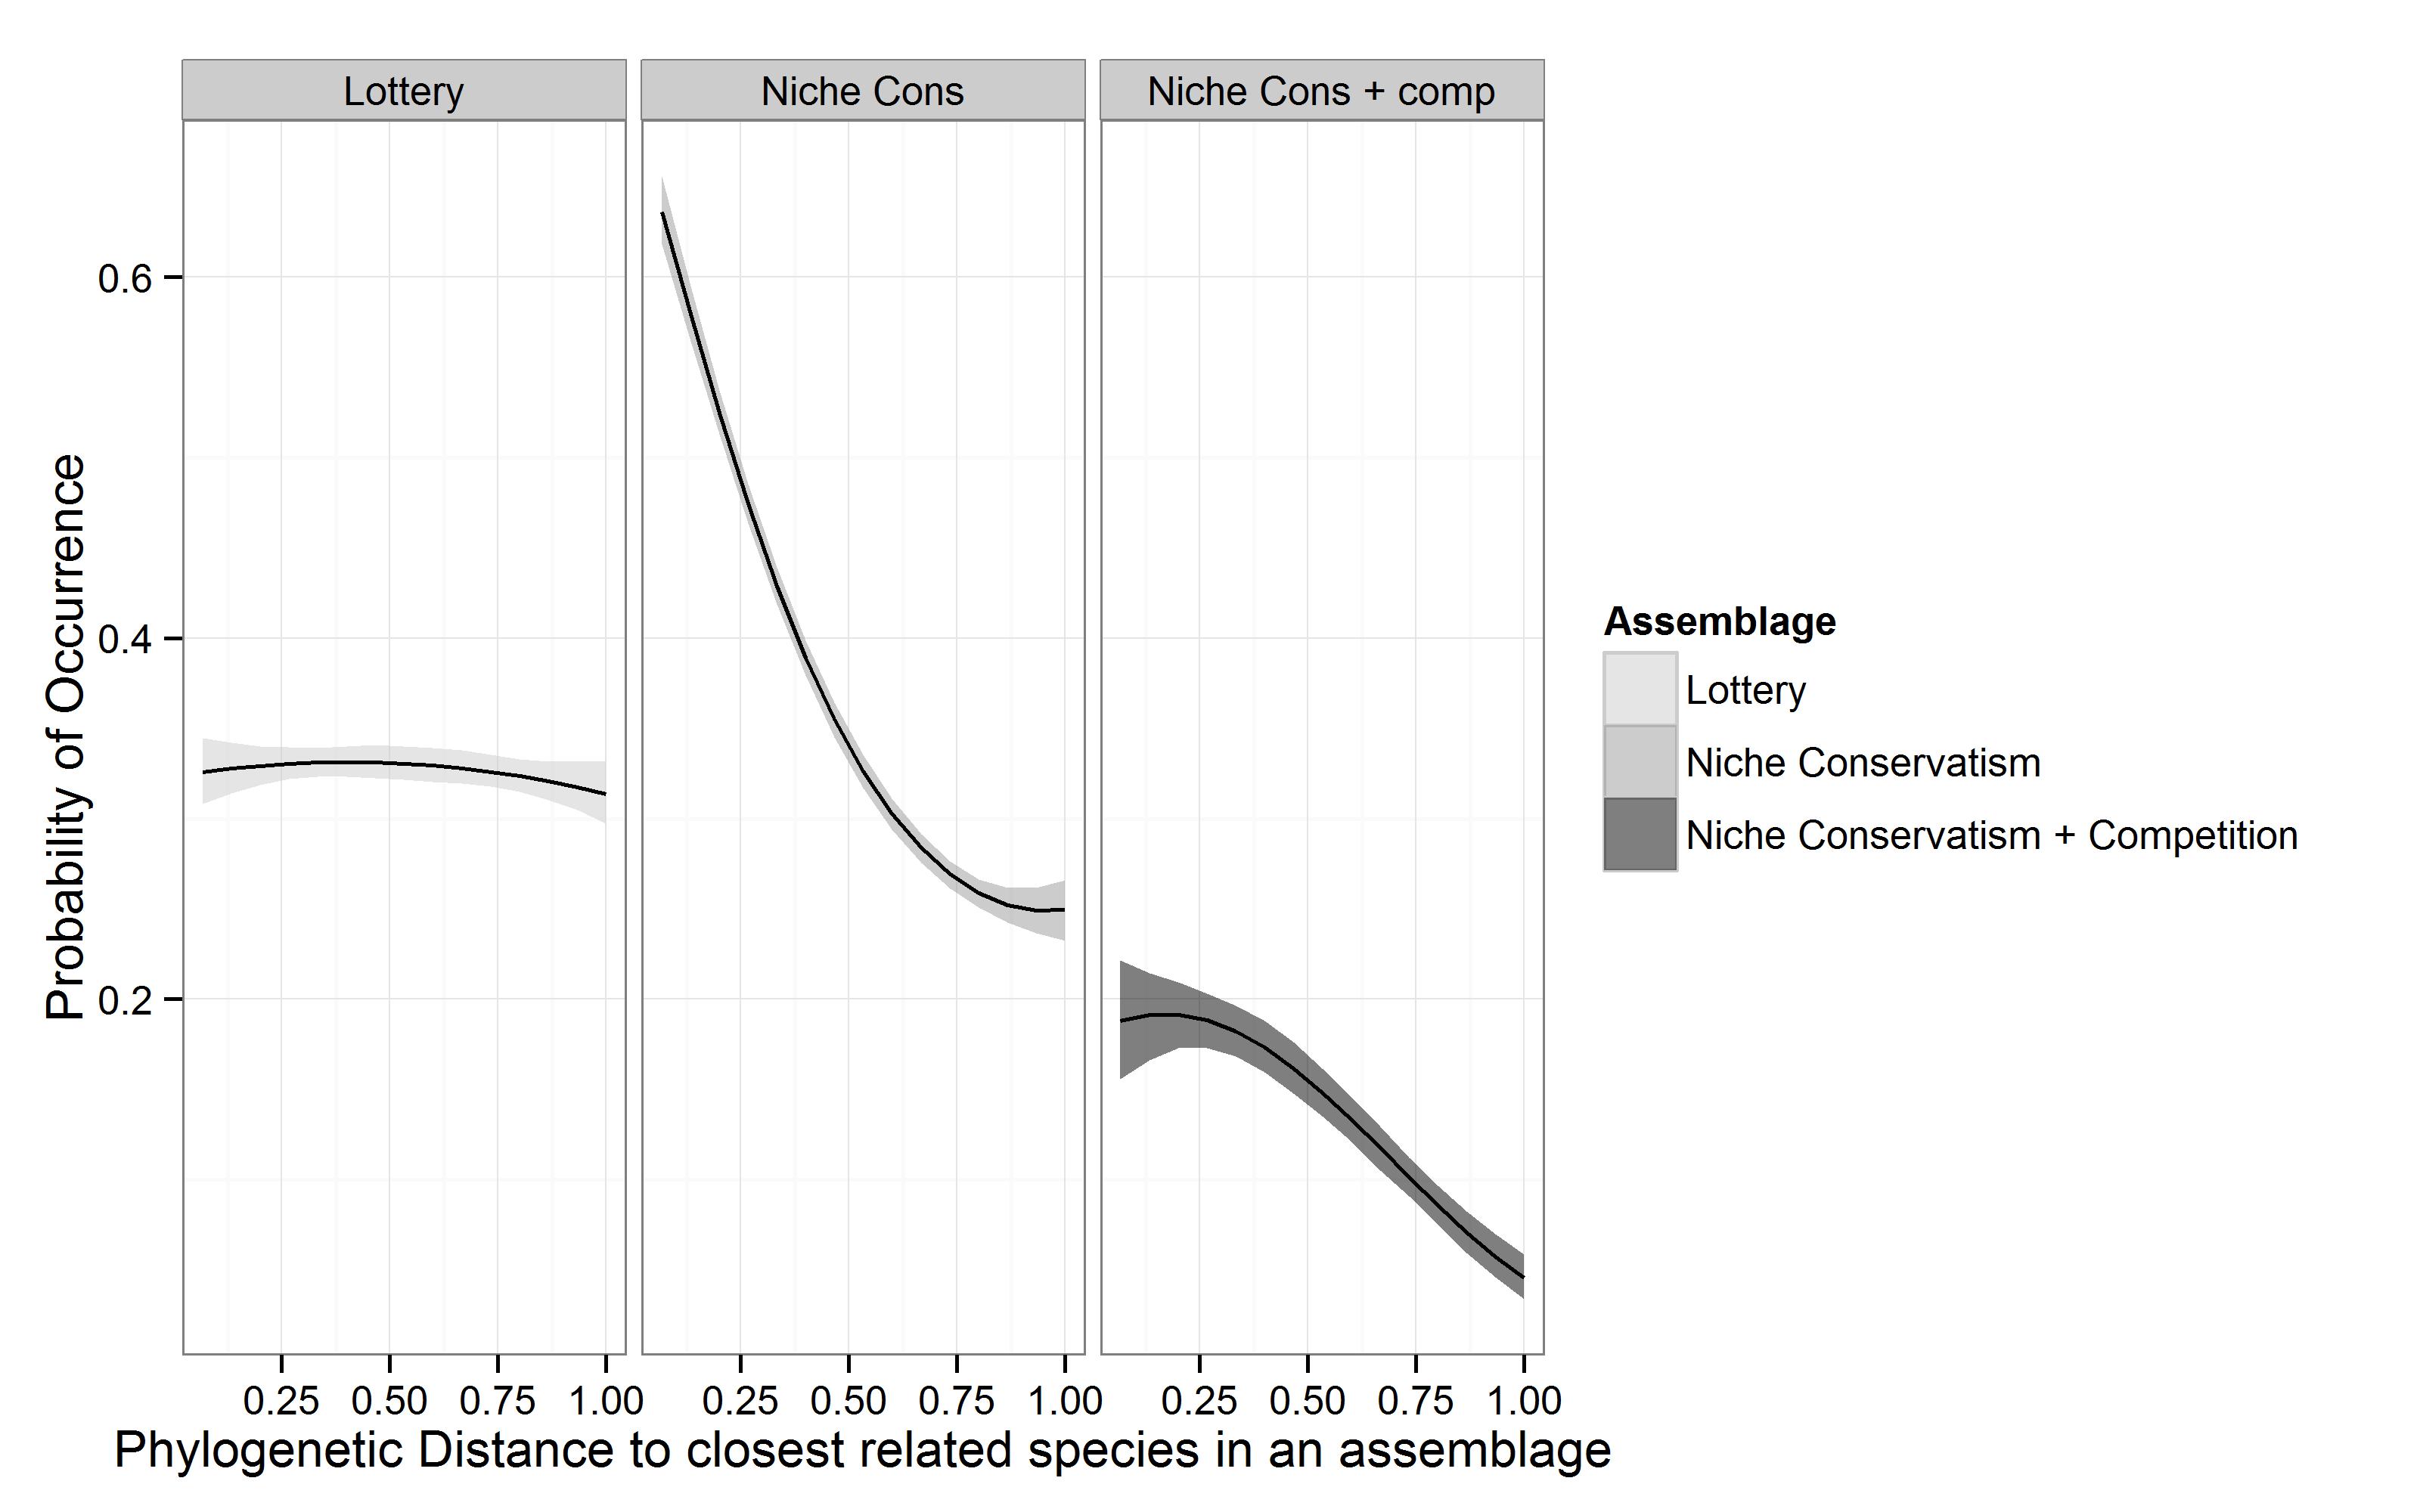 Lottery
Niche Cons
Niche Cons + comp
0.6
0.4
0.2
Probability of Occurrence
0.25 0.50 0.75 1.00
0.25 0.50 0.75 1.00
0.25 0.50 0.75 1.00
Phylogenetic Distance to closest related species in an assemblage
Assemblage
Lottery
Niche Conservatism
Niche Conservatism + Competition